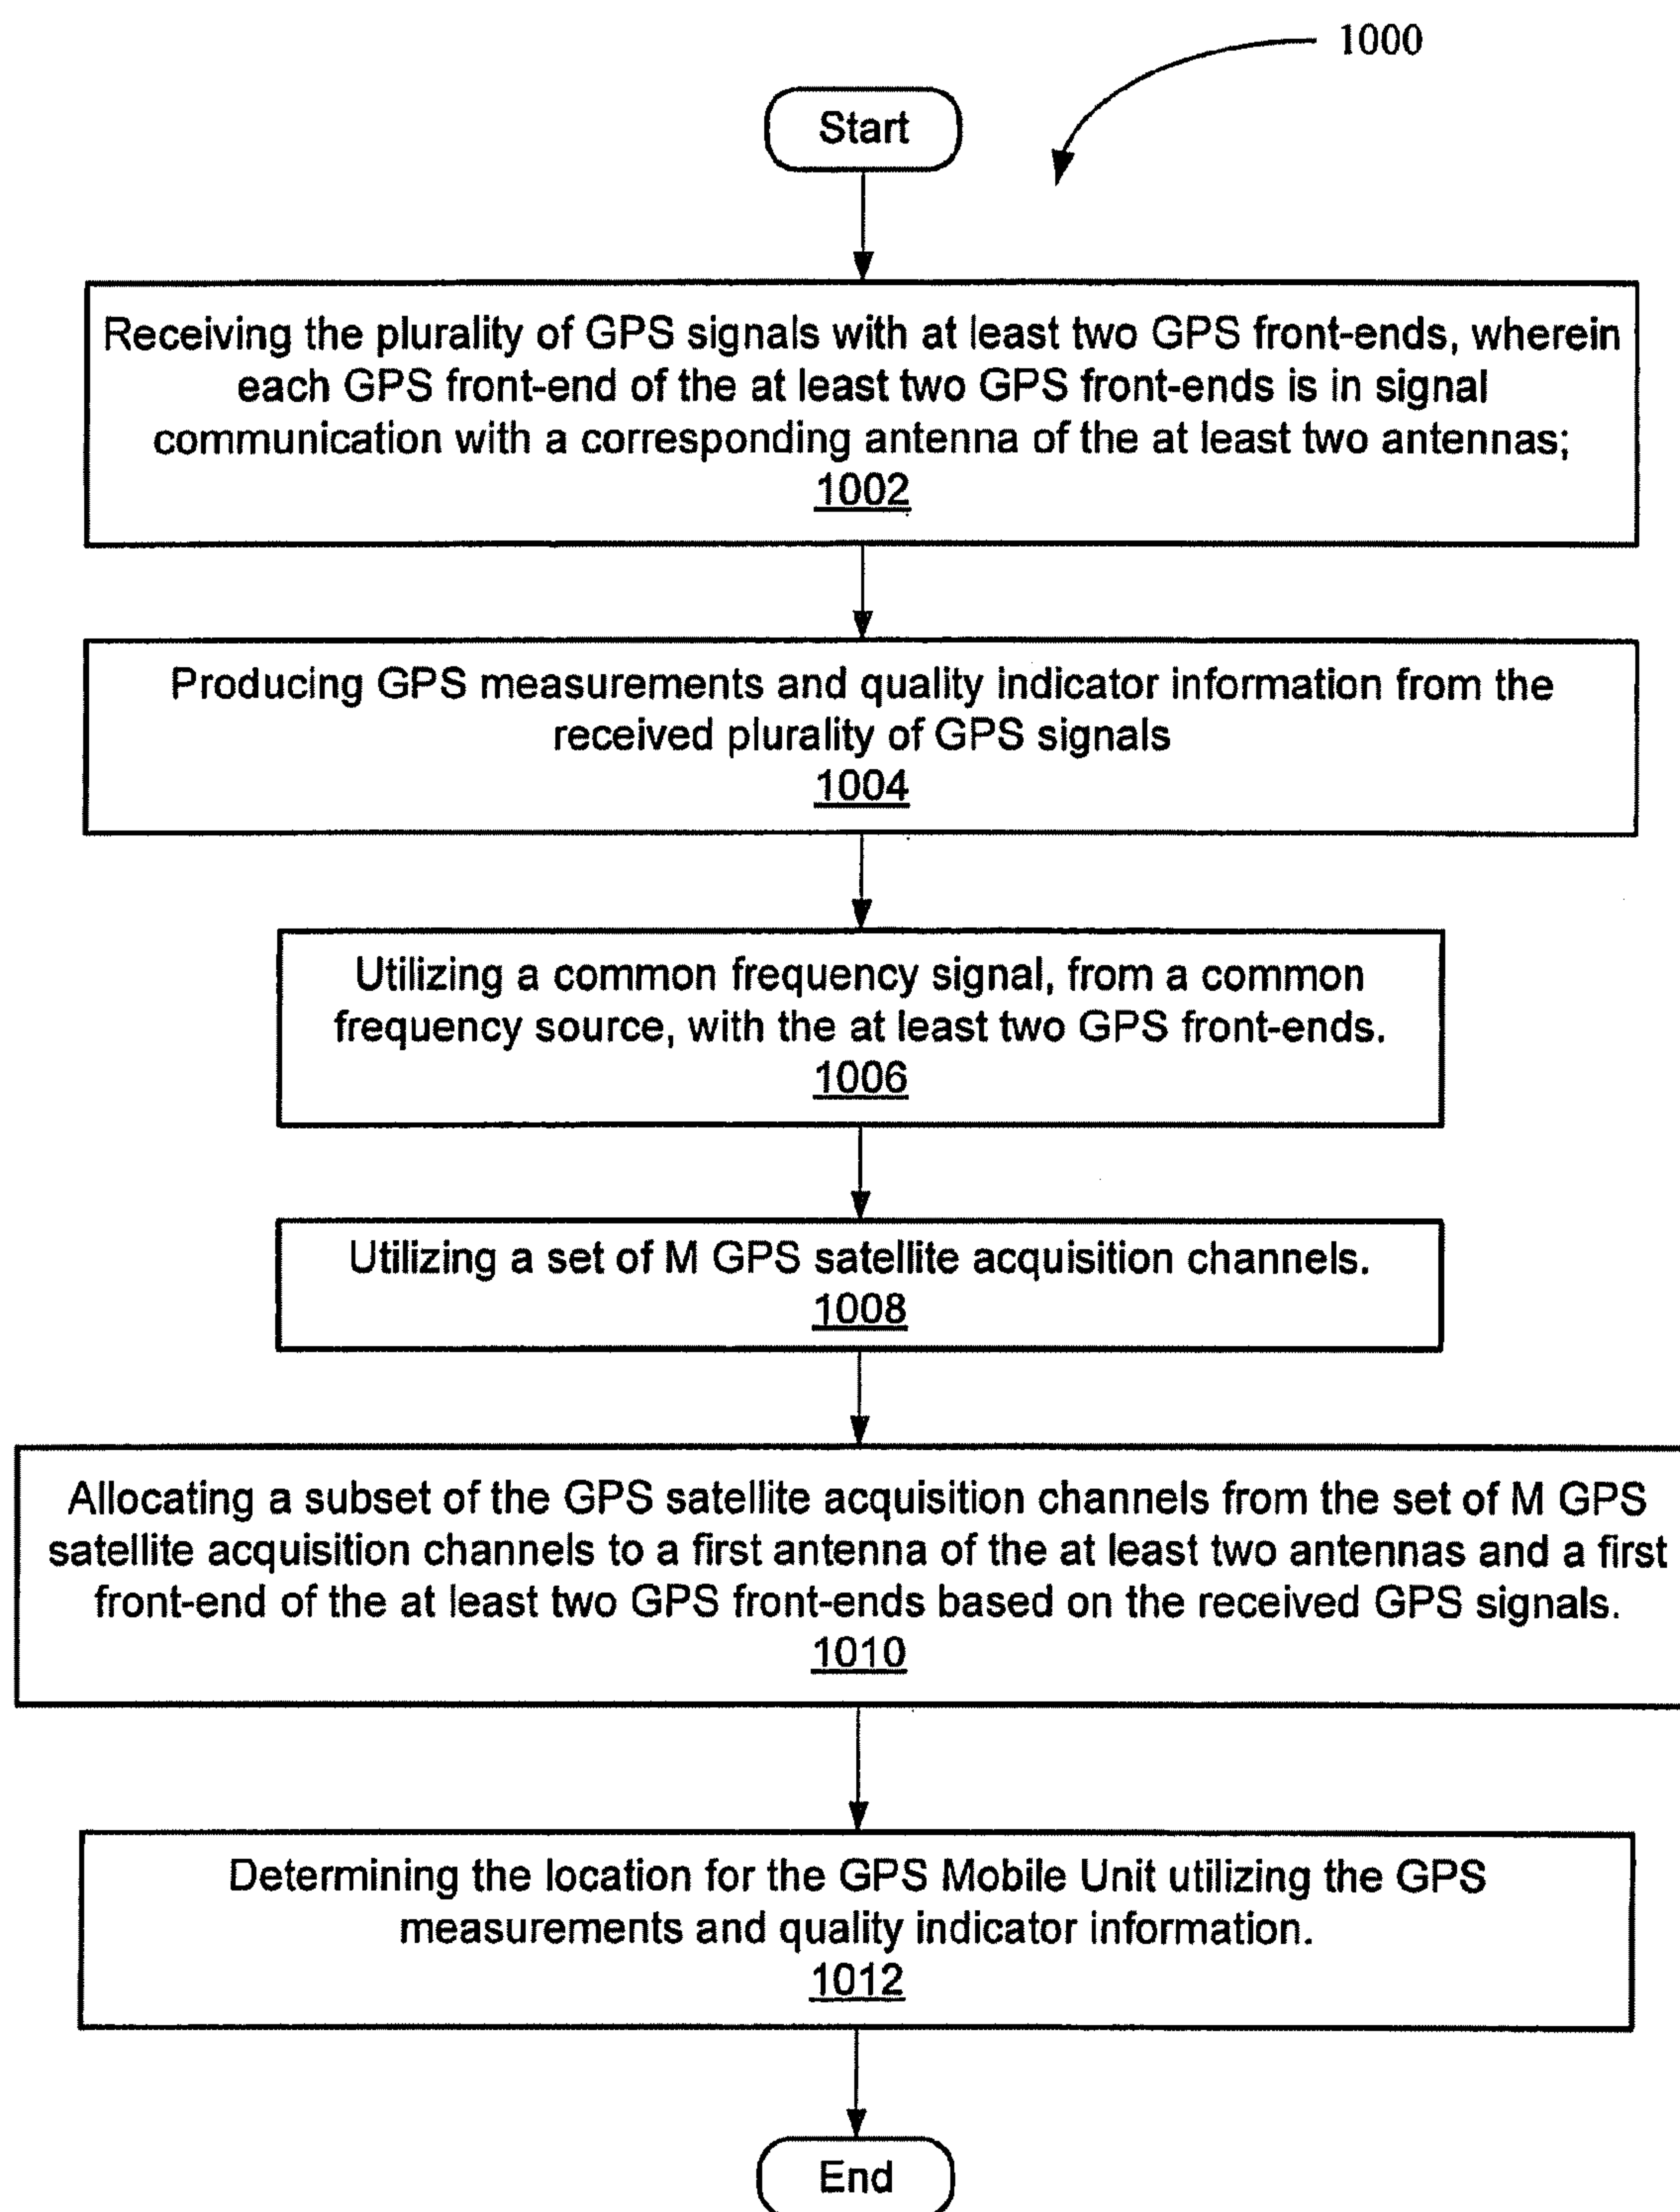 1000
Start
Receiving the plurality of GPS signals with at least two GPS front-ends, wherein
each GPS front-end of the at least two GPS front-ends is in signal
communication with a corresponding antenna of the at least two antennas;
1002
Producing GPS measurements and quality indicator information from the
received plurality of GPS signals
1004
Utilizing a common frequency signal, from a common
frequency source, with the at least two GPS front-ends.
1006
Utilizing a set of M GPS satellite acquisition channels.
1008
Allocating a subset of the GPS satellite acquisition channels from the set of M GPS
satellite acquisition channels to a first antenna of the at least two antennas and a first
front-end of the at least two GPS front-ends based on the received GPS signals.
1010
Determining the location for the GPS Mobile Unit utilizing the GPS
measurements and quality indicator information.
1012
End